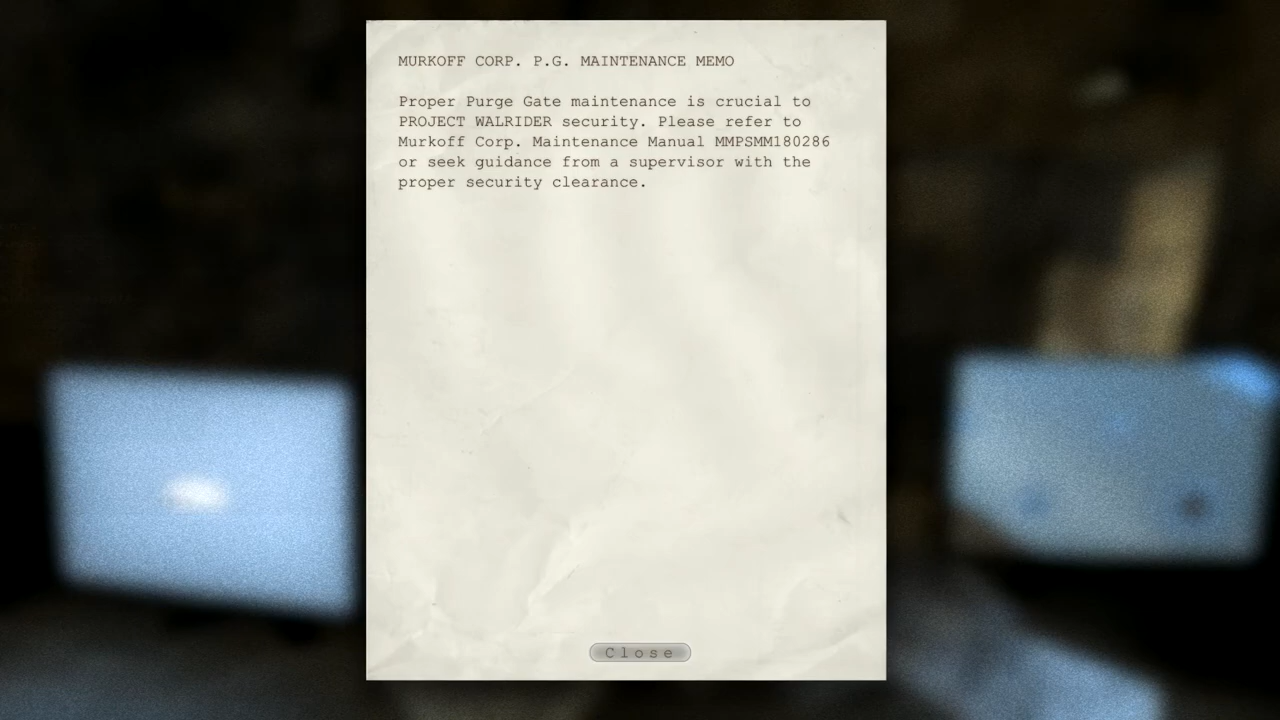 MURKOFF CORP. P.G. MAINTENANCE MEMO
Proper Purge Gate maintenance is crucial to
PROJECT WALRIDER security. Please refer to
Murkoff Corp. Maintenance Manual MMPSMM180286
or seek guidance from a supervisor with the
proper security clearance.
Close